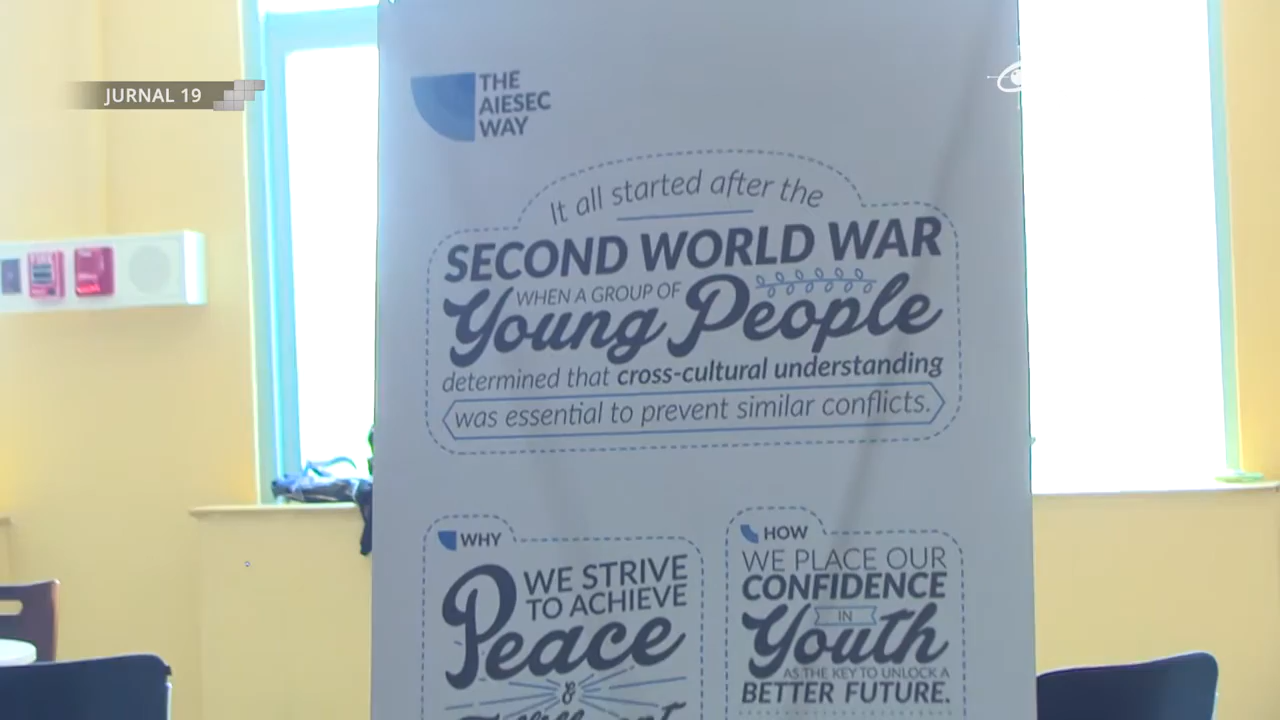 JURNAL 19
THE
AIESEC
WAY
It all started after the
SECOND WORLD WAR
WHEN A GROUP OF
Young People
determined that cross-cultural understanding
was essential to prevent similar conflicts.
WHY
WE STRIVE
TO ACHIEVE
Peace
&
HOW
WE PLACE OUR
CONFIDENCE
IN
Youth
AS THE KEY TO UNLOCK A
BETTER FUTURE.